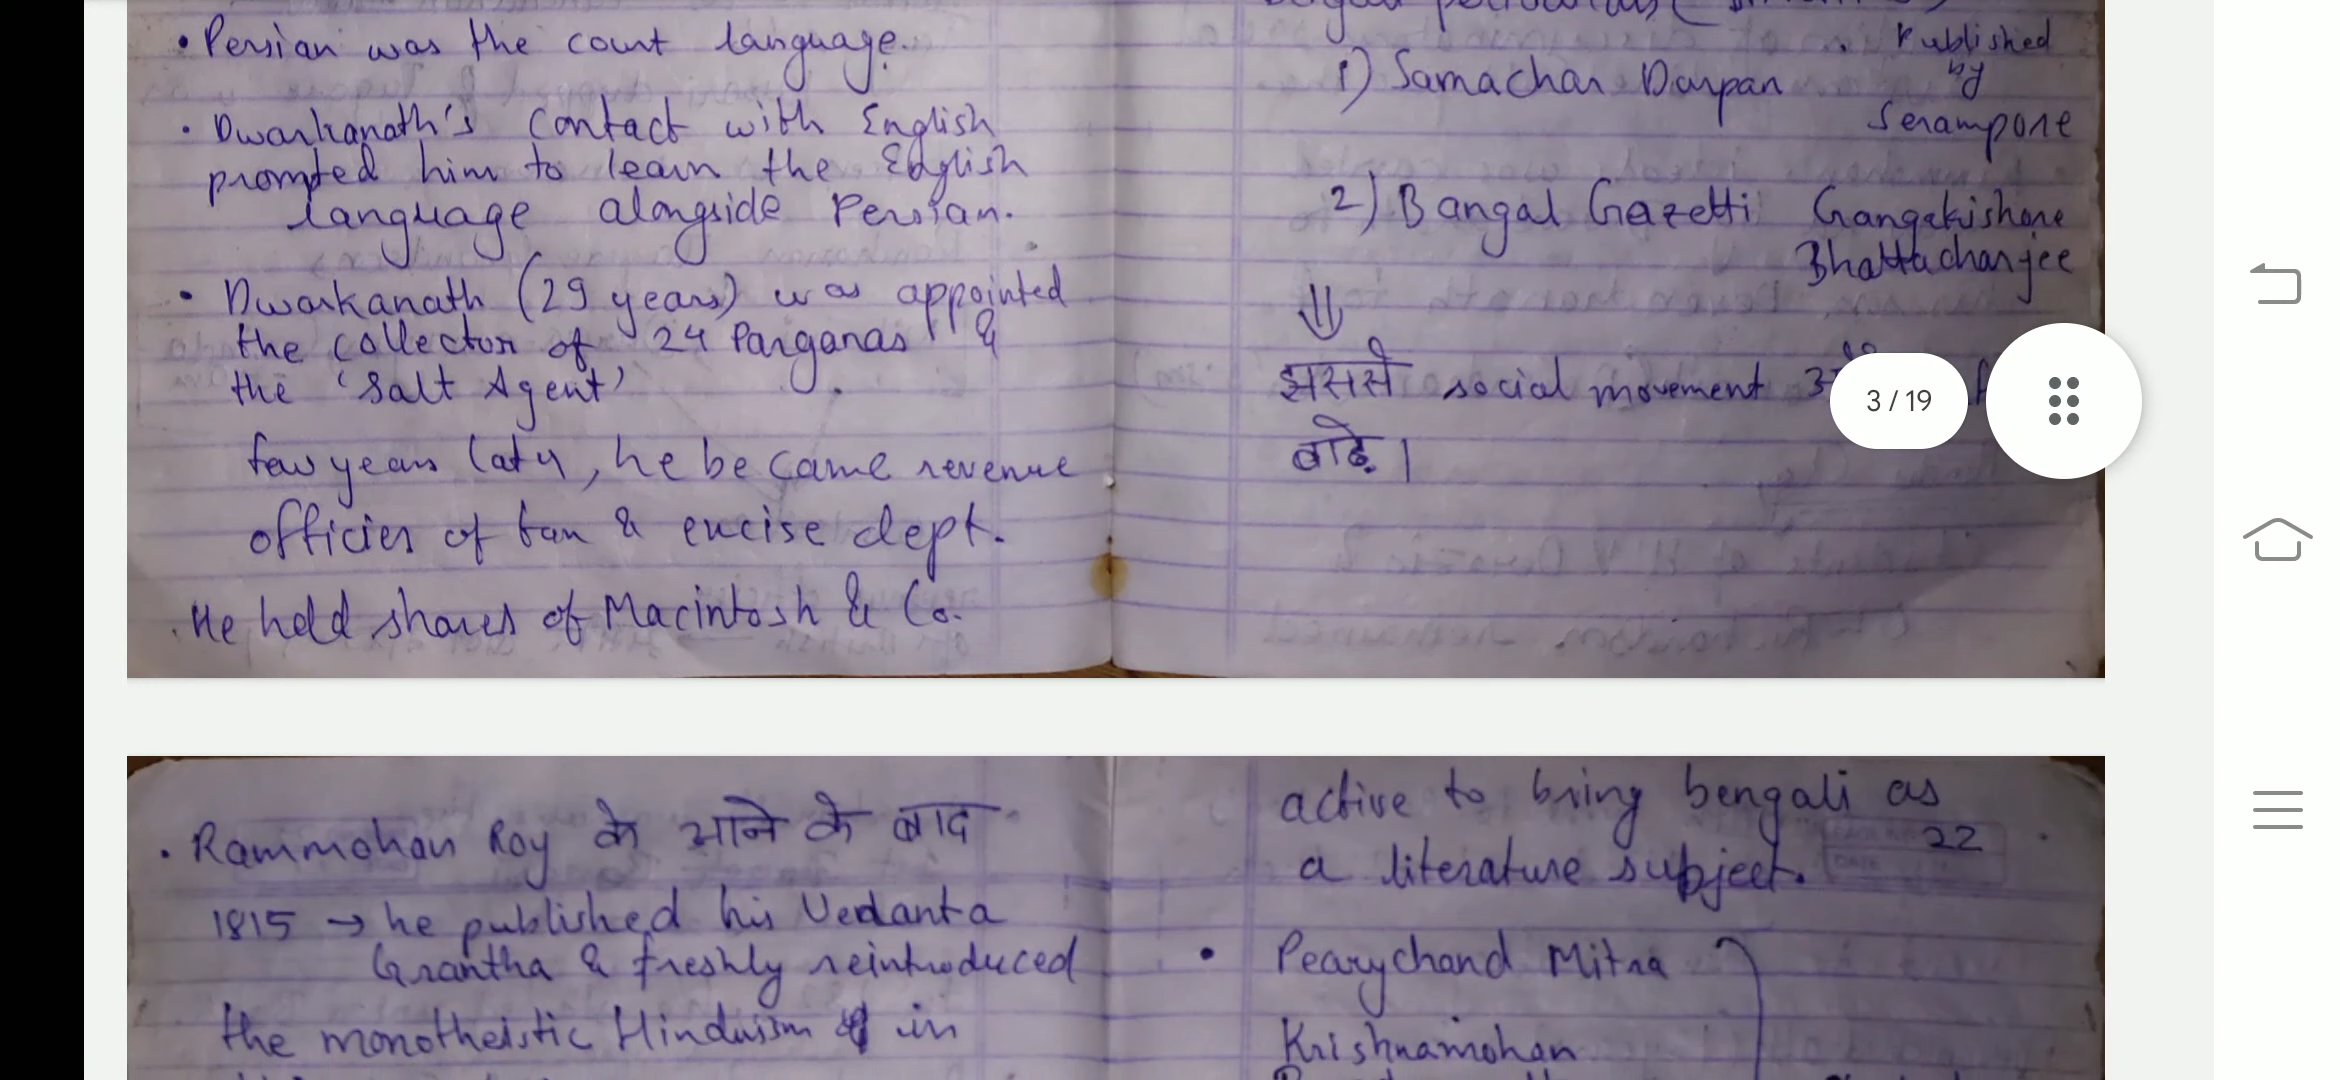 • Persian was the court language.
• Dwarkanath's contact with English
prompted him to learn the English
language alongside Persian.
• Dwarkanath (29 years) was appointed
the collector of 24 Parganas &
the 'Salt Agent'
few years later, he became revenue
officier of tax & excise dept.
. He held shares of Macintosh & Co.
Published
1) Samachar Darpan by
Serampore
2) Bangal Gazetti Gangakishore
Bhattacharjee
⇓
इससे social movement
बाढ़े।
3 / 19
. Rammohan Roy के आने के बाद
1815 → he published his Vedanta
Grantha & freshly reintroduced
the monotheistic Hinduism in
active to bring bengali as
22
a literature subject.
• Pearychand Mitra
Krishnamohan